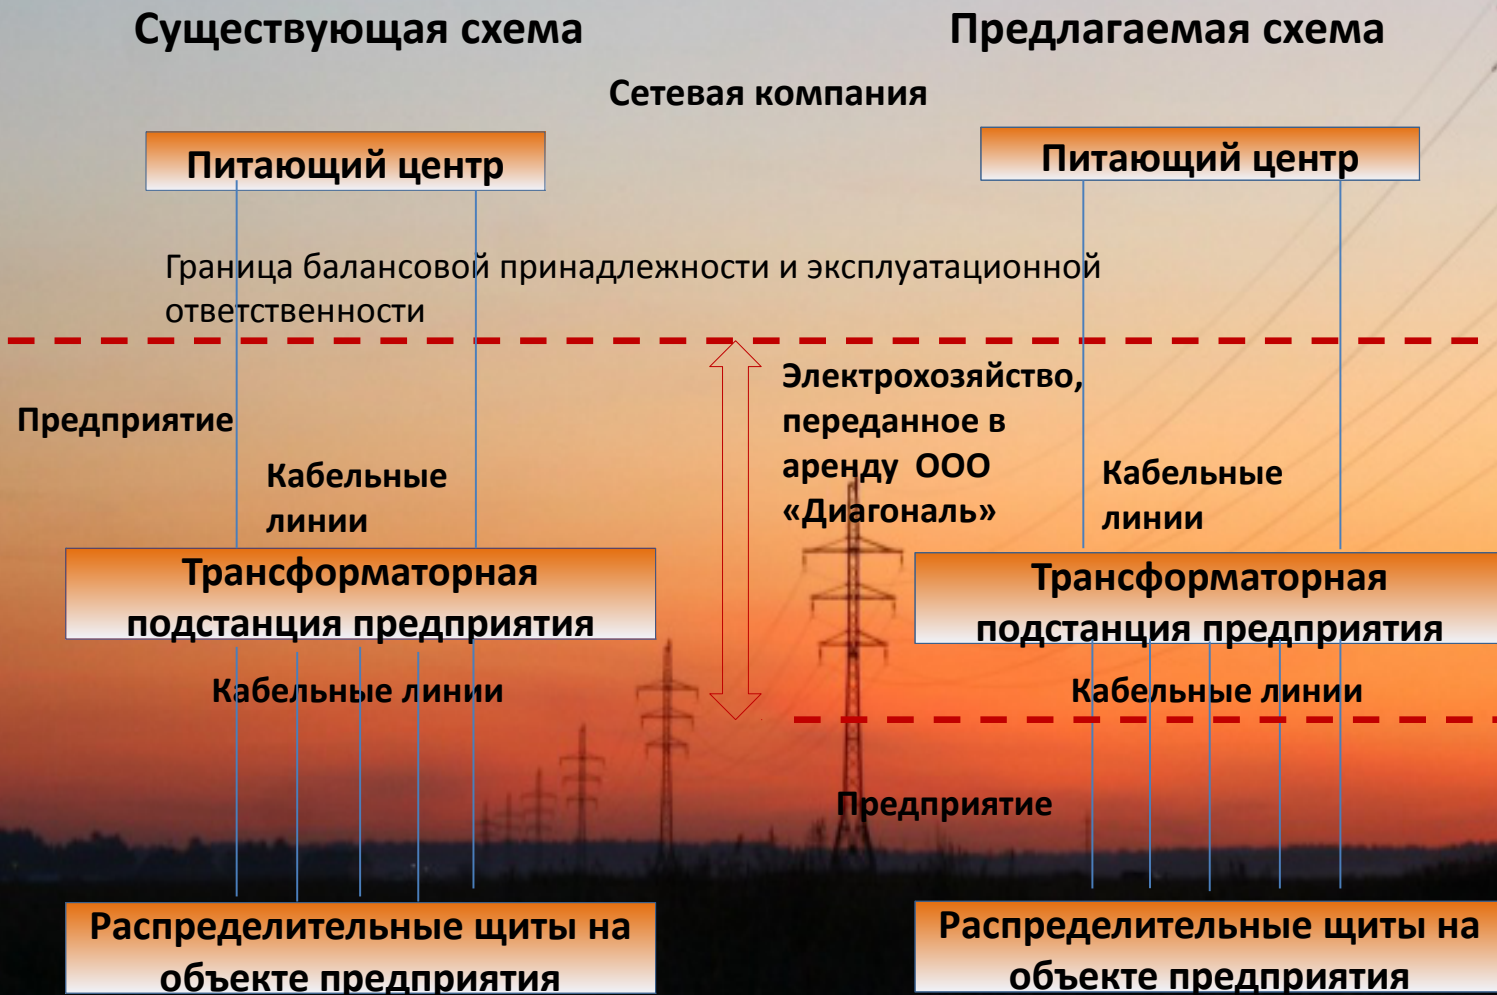 Существующая схема
Предлагаемая схема
Сетевая компания
Питающий центр
Питающий центр
Граница балансовой принадлежности и эксплуатационной
ответственности
Предприятие
Электрохозяйство,
переданное в
аренду ООО
«Диагональ»
Кабельные
линии
Кабельные
линии
Трансформаторная
подстанция предприятия
Трансформаторная
подстанция предприятия
Кабельные линии
Кабельные линии
Предприятие
Распределительные щиты на
объекте предприятия
Распределительные щиты на
объекте предприятия